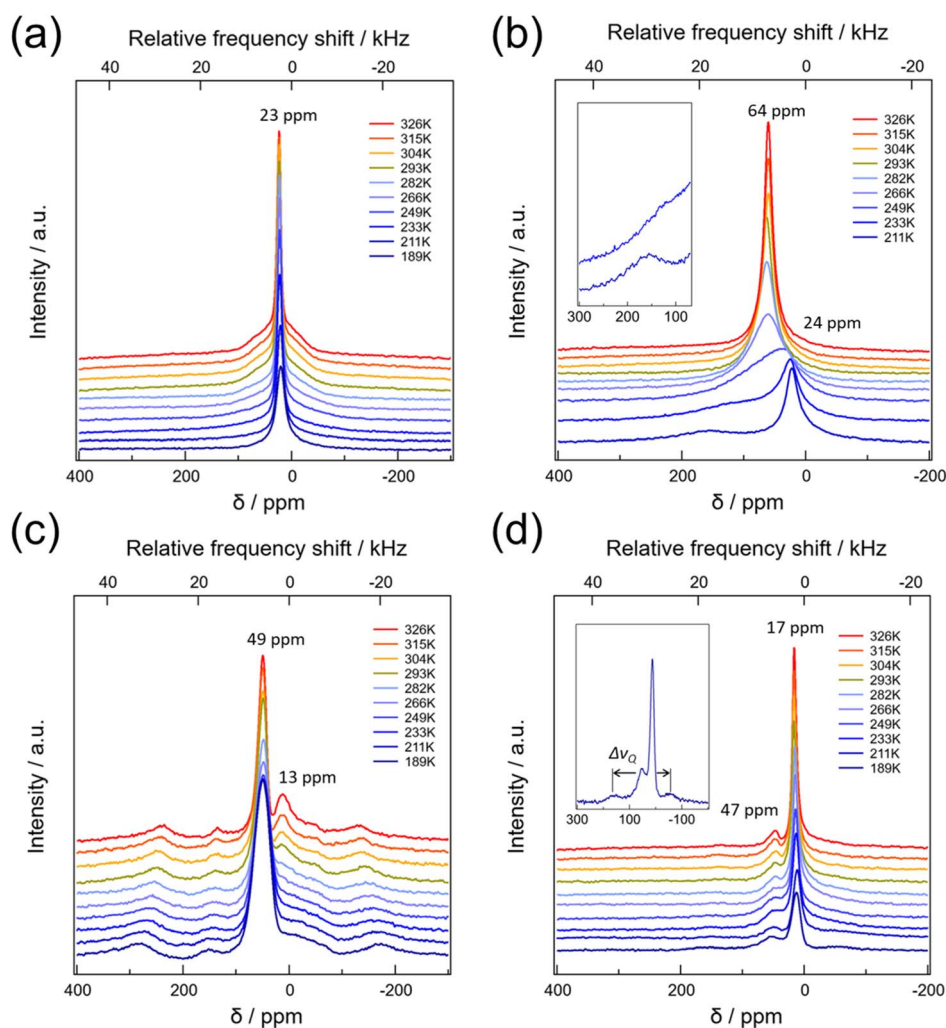 (a)
Relative frequency shift / kHz
40 20 0 -20
Intensity / a.u.
23 ppm
326K
315K
304K
293K
282K
266K
249K
233K
211K
189K
400 200 0 -200
δ / ppm
(b)
Relative frequency shift / kHz
40 20 0 -20
Intensity / a.u.
64 ppm
326K
315K
304K
293K
282K
266K
249K
233K
211K
24 ppm
300 200 100
400 200 0 -200
δ / ppm
(c)
Relative frequency shift / kHz
40 20 0 -20
Intensity / a.u.
49 ppm
13 ppm
326K
315K
304K
293K
282K
266K
249K
233K
211K
189K
400 200 0 -200
δ / ppm
(d)
Relative frequency shift / kHz
40 20 0 -20
Intensity / a.u.
17 ppm
326K
315K
304K
293K
282K
266K
249K
233K
211K
189K
Δν_Q
300 100 -100
47 ppm
400 200 0 -200
δ / ppm